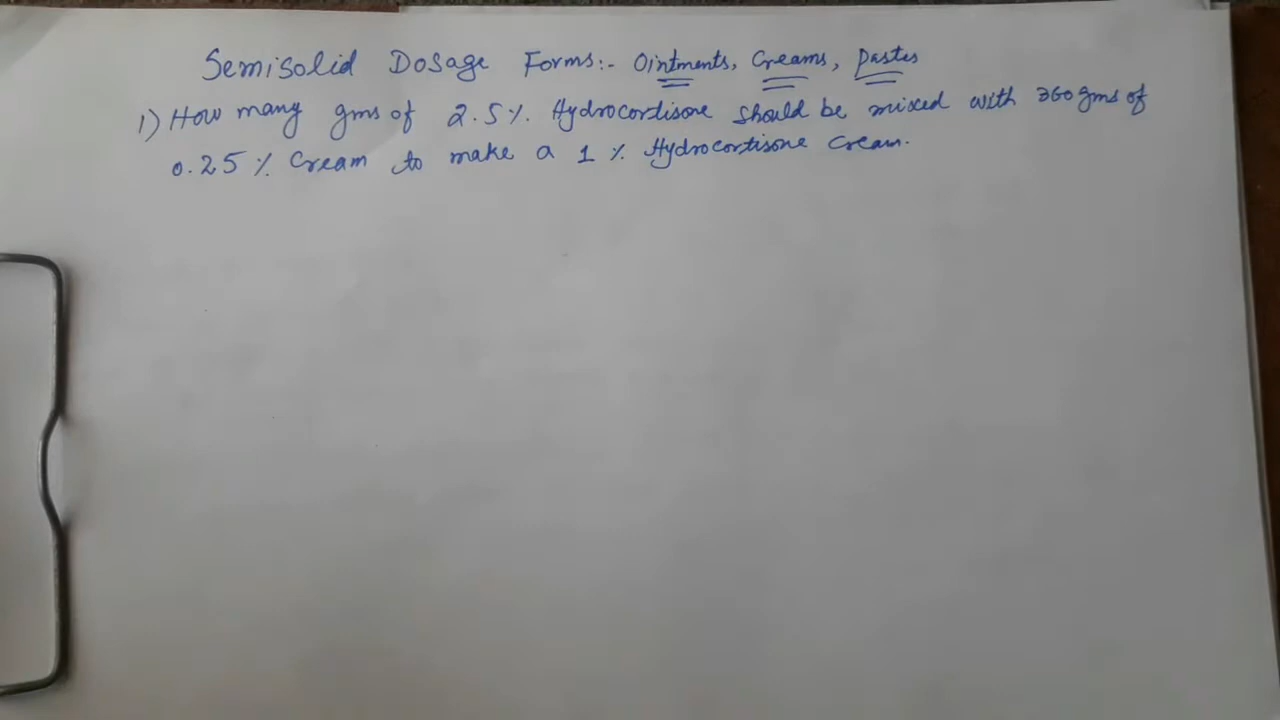 Semisolid Dosage Forms:- Ointments, Creams, Pastes
1) How many gms of 2.5%. Hydrocortisone should be mixed with 360 gms of
0.25 % Cream to make a 1 % Hydrocortisone Cream.